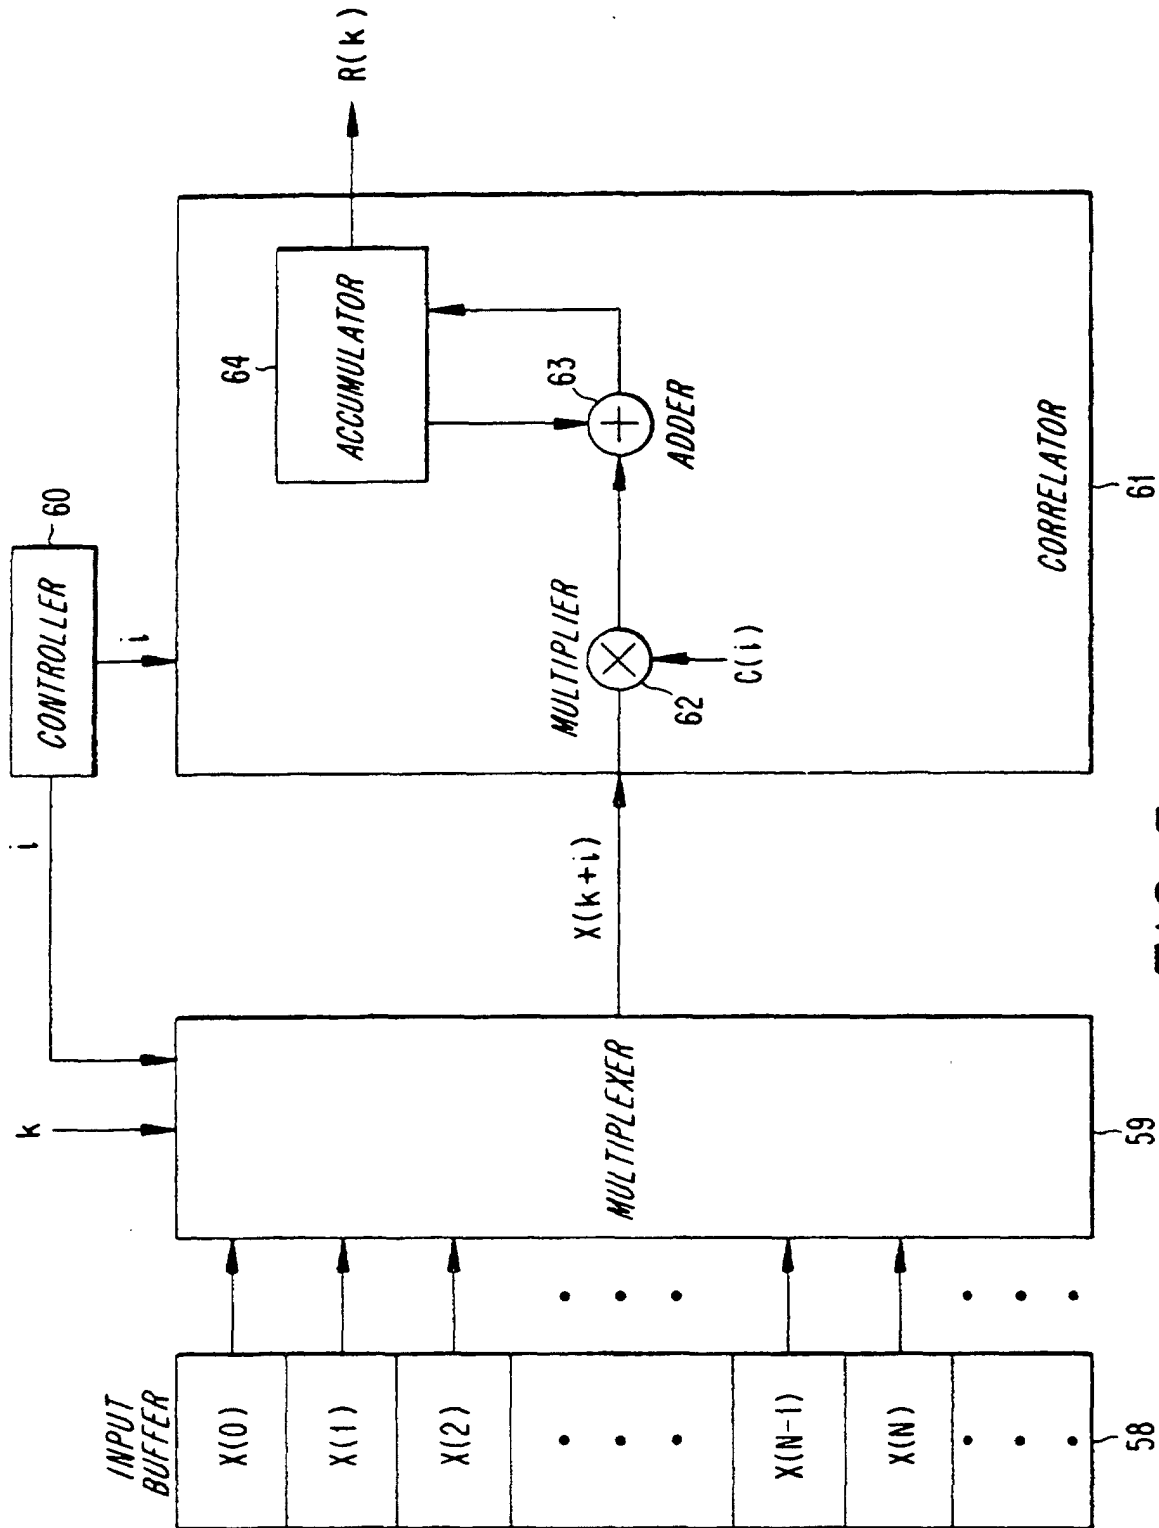 INPUT
BUFFER
X(0)
X(1)
X(2)
X(N-1)
X(N)
58
k
i
MULTIPLEXER
59
X(k+i)
CONTROLLER
60
i
MULTIPLIER
62
C(i)
63
ADDER
64
ACCUMULATOR
R(k)
CORRELATOR
61